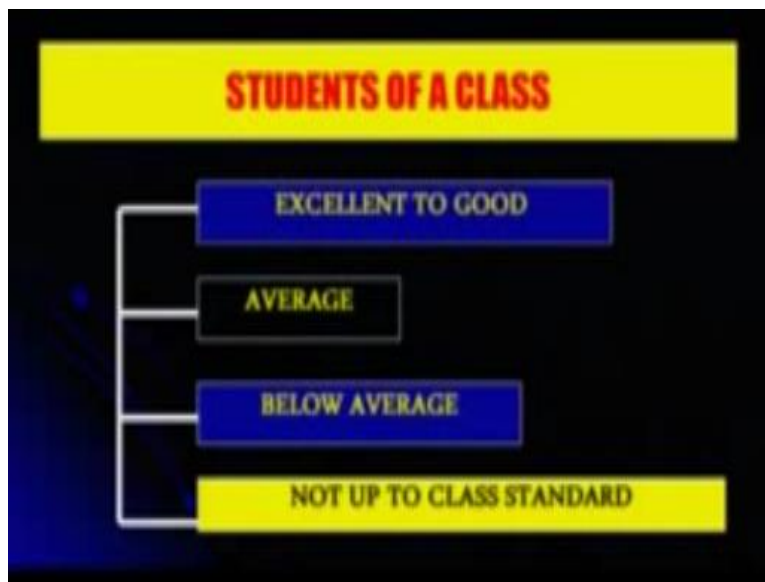 STUDENTS OF A CLASS
EXCELLENT TO GOOD
AVERAGE
BELOW AVERAGE
NOT UP TO CLASS STANDARD